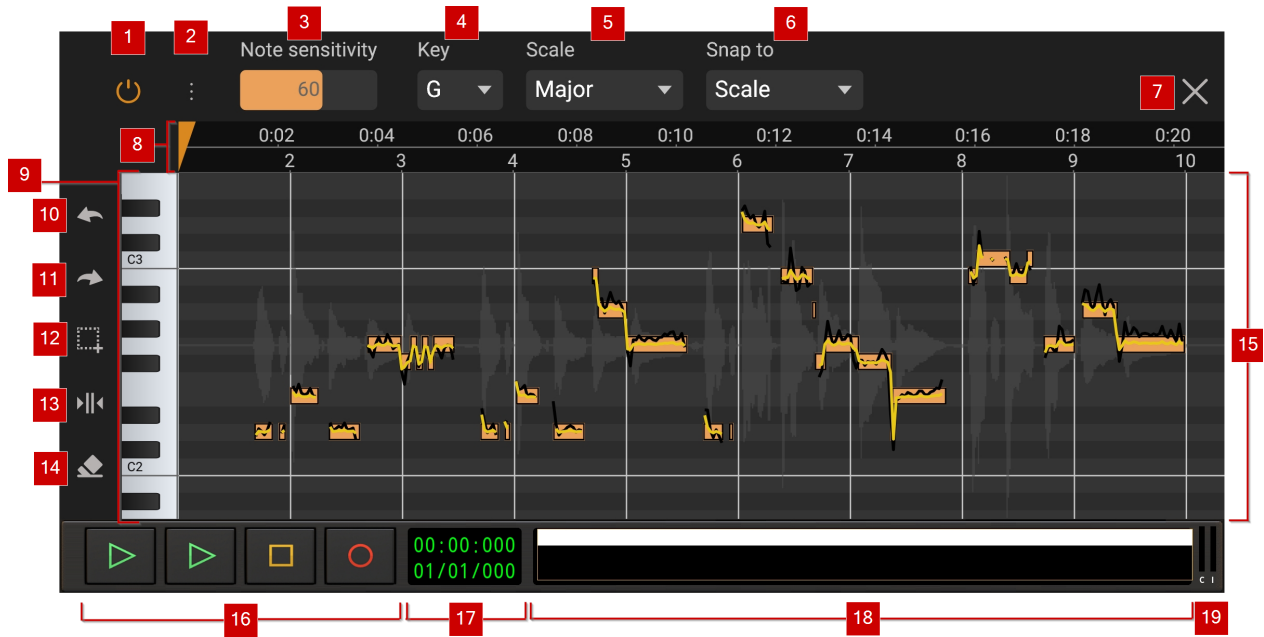 1 2 3 4 5 6
Note sensitivity Key Scale Snap to
60 G Major Scale 7
8 0:02 0:04 0:06 0:08 0:10 0:12 0:14 0:16 0:18 0:20
2 3 4 5 6 7 8 9 10
9
10
C3
11
12
15
13
14
C2
00:00:000
01/01/000
C I
16 17 18 19